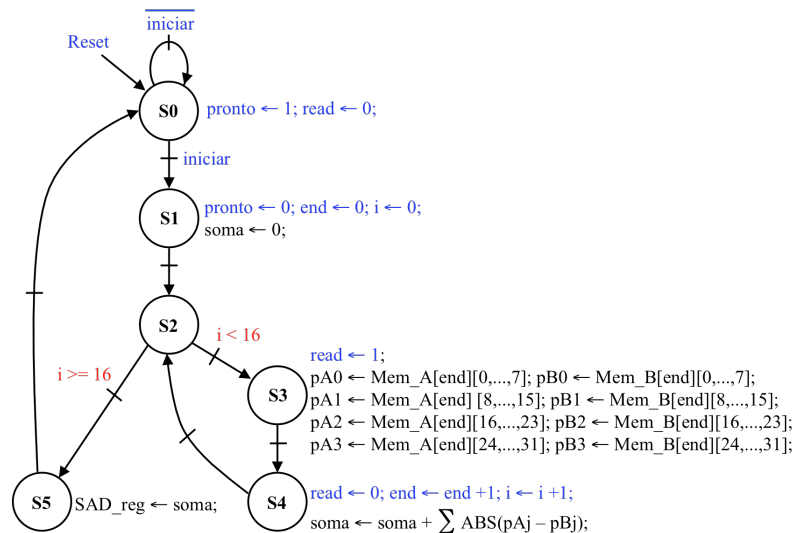 iniciar
Reset
S0
pronto ← 1; read ← 0;
iniciar
S1
pronto ← 0; end ← 0; i ← 0;
soma ← 0;
S2
i < 16
i >= 16
S3
read ← 1;
pA0 ← Mem_A[end][0,...,7]; pB0 ← Mem_B[end][0,...,7];
pA1 ← Mem_A[end] [8,...,15]; pB1 ← Mem_B[end][8,...,15];
pA2 ← Mem_A[end][16,...,23]; pB2 ← Mem_B[end][16,...,23];
pA3 ← Mem_A[end][24,...,31]; pB3 ← Mem_B[end][24,...,31];
S5
SAD_reg ← soma;
S4
read ← 0; end ← end +1; i ← i +1;
soma ← soma + ∑ ABS(pAj – pBj);